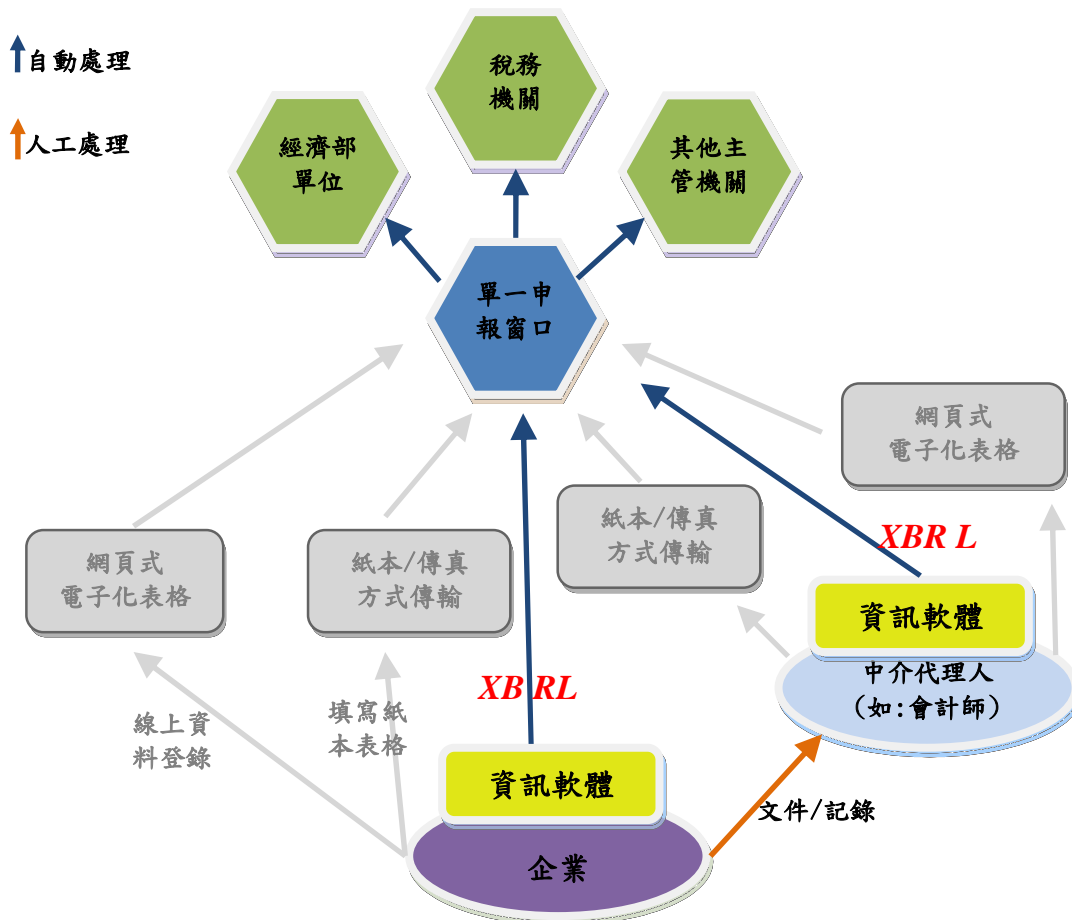 自動處理
人工處理
稅務
機關
經濟部
單位
其他主
管機關
單一申
報窗口
網頁式
電子化表格
紙本/傳真
方式傳輸
XBR L
網頁式
電子化表格
紙本/傳真
方式傳輸
資訊軟體
中介代理人
(如:會計師)
XB RL
線上資
料登錄
填寫紙
本表格
資訊軟體
文件/記錄
企業